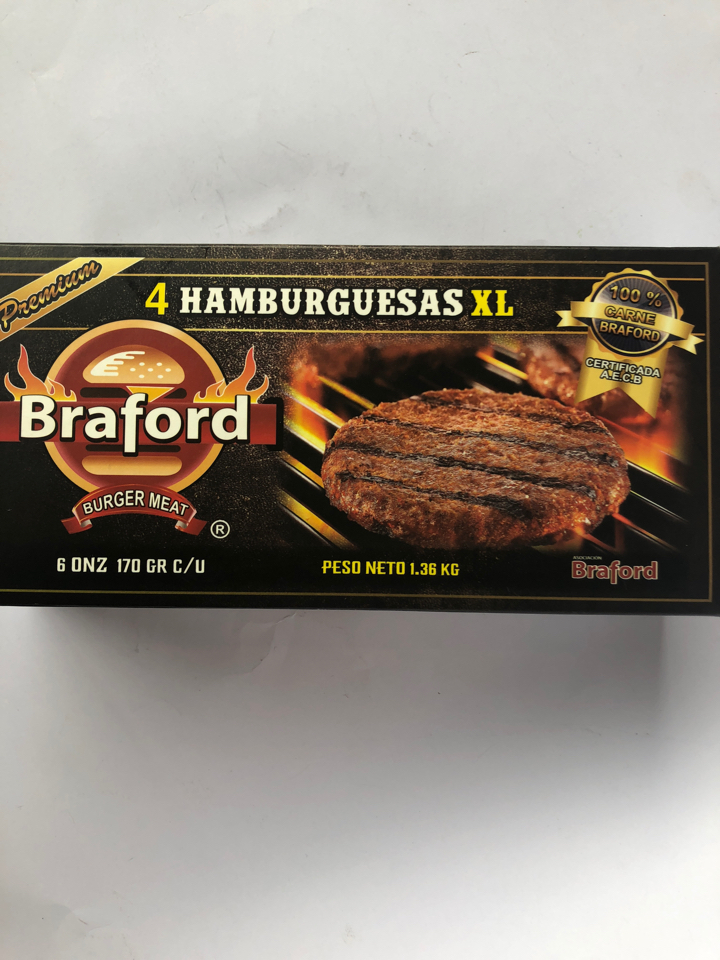 Premium
4 HAMBURGUESAS XL
100 %
CARNE
BRAFORD
CERTIFICADA
A.E.C.B
Braford
BURGER MEAT
®
6 ONZ 170 GR C/U
PESO NETO 1.36 KG
ASOCIACION
Braford